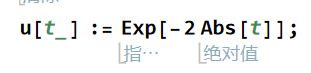 u[t_] := Exp[-2 Abs[t]];
指… 绝对值